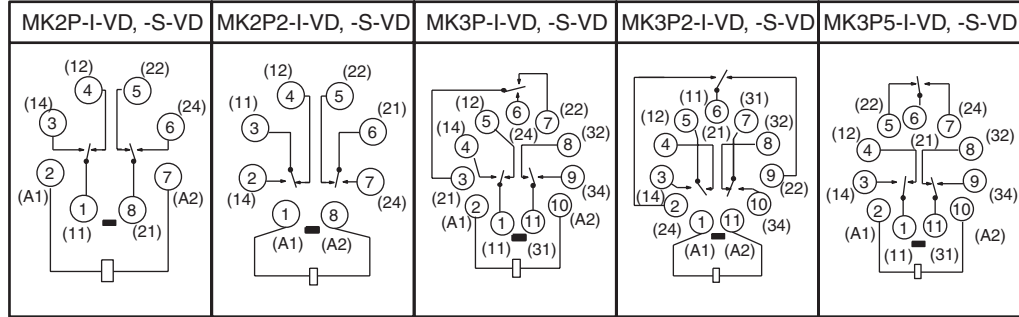 MK2P-I-VD, -S-VD
MK2P2-I-VD, -S-VD
MK3P-I-VD, -S-VD
MK3P2-I-VD, -S-VD
MK3P5-I-VD, -S-VD
(12) (22)
4 5
(14) (24)
3 6
2 7
(A1) (A2)
1 8
(11) (21)
(12) (22)
4 5
(11) (21)
3 6
2 7
(14) (24)
1 8
(A1) (A2)
6
(12) 5 7 (22)
(24)
(14) (32)
4 8
3 9
(21) (34)
(A1) 2 10 (A2)
1 11
(11) (31)
(11) 6 (31)
(12) 5 7
(21) (32)
4 8
3 9
(14) (22)
2 10
(24) 1 11 (34)
(A1) (A2)
(22) 6 (24)
5 7
(12) (21) (32)
4 8
3 9
(14) (34)
2 10
(A1) 1 11 (A2)
(11) (31)